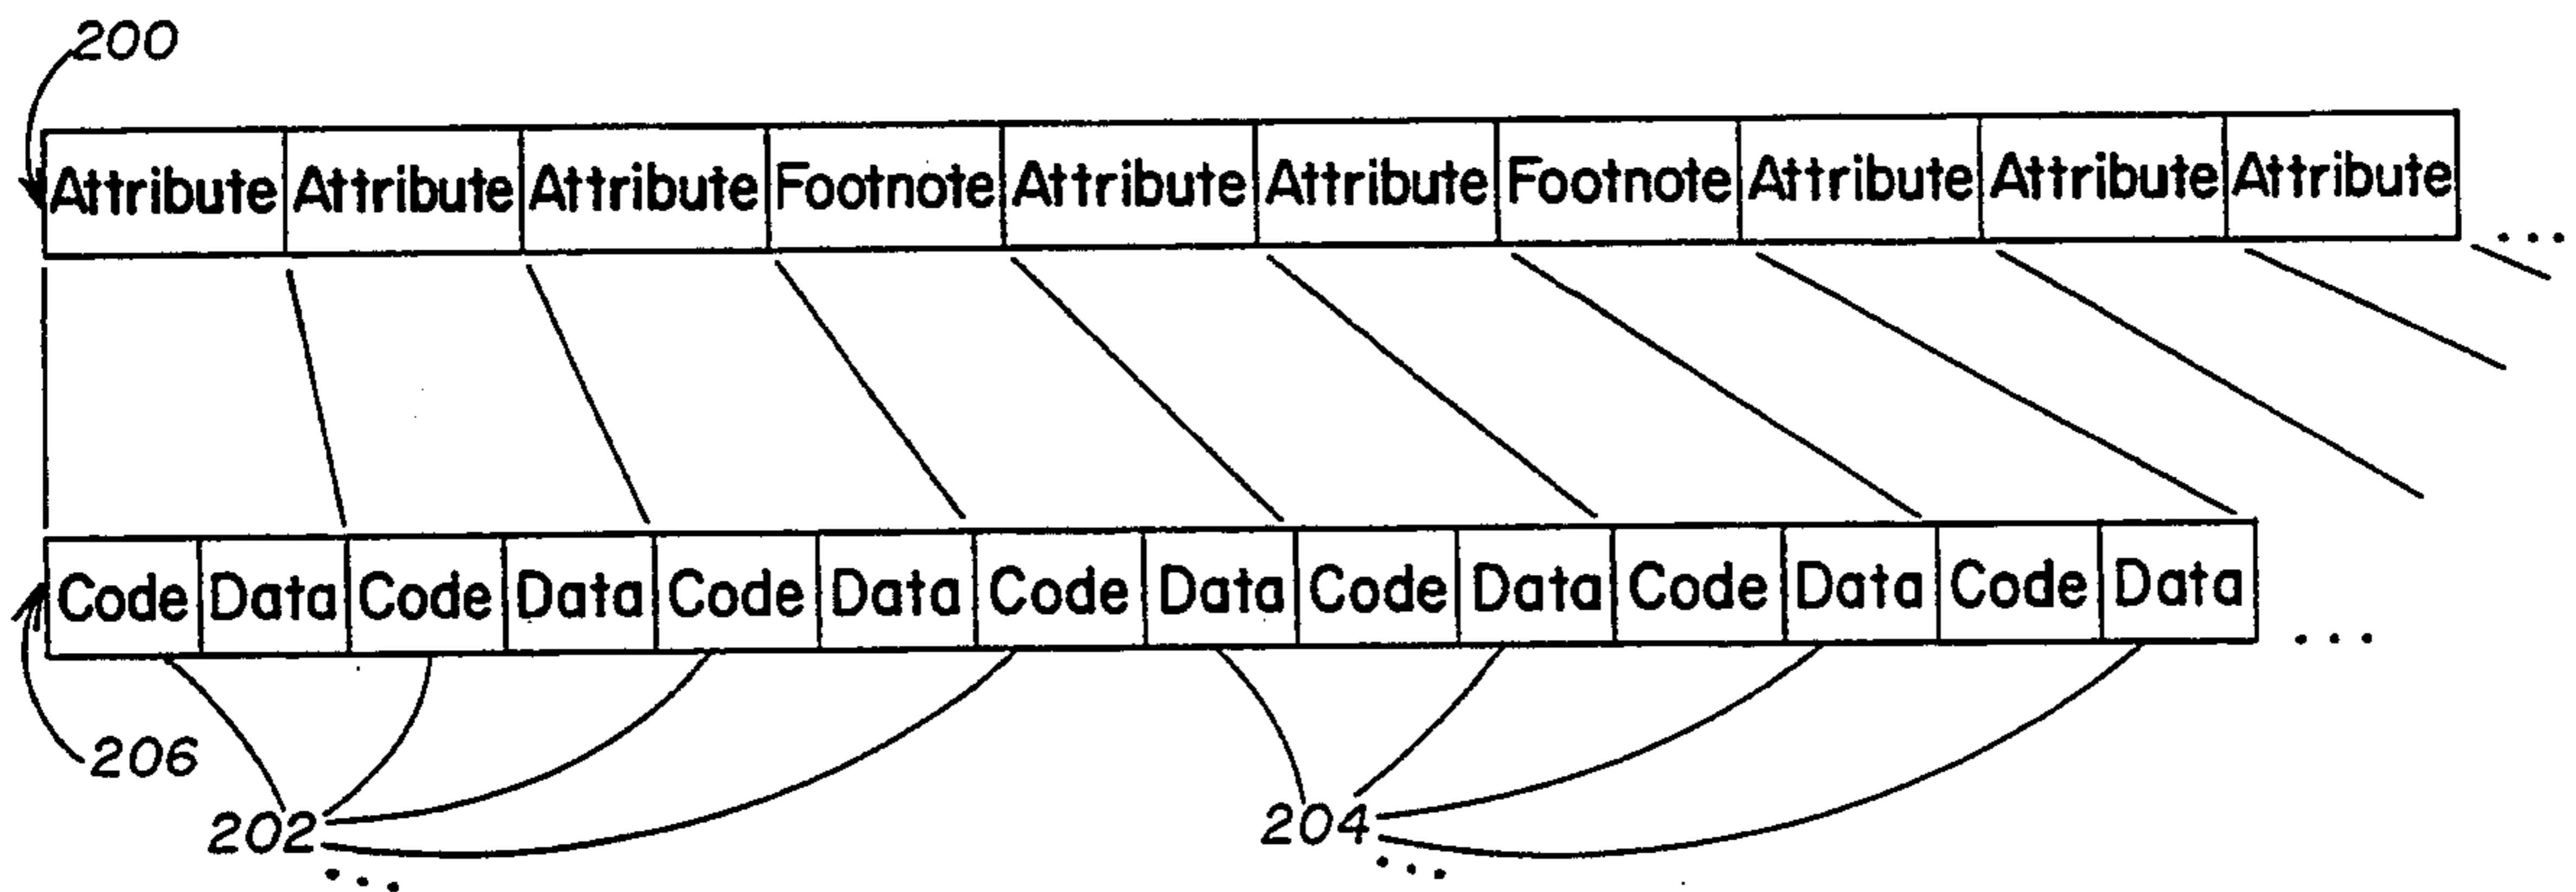 200
Attribute Attribute Attribute Footnote Attribute Attribute Footnote Attribute Attribute Attribute ...
Code Data Code Data Code Data Code Data Code Data Code Data Code Data ...
206
202 204
... ...